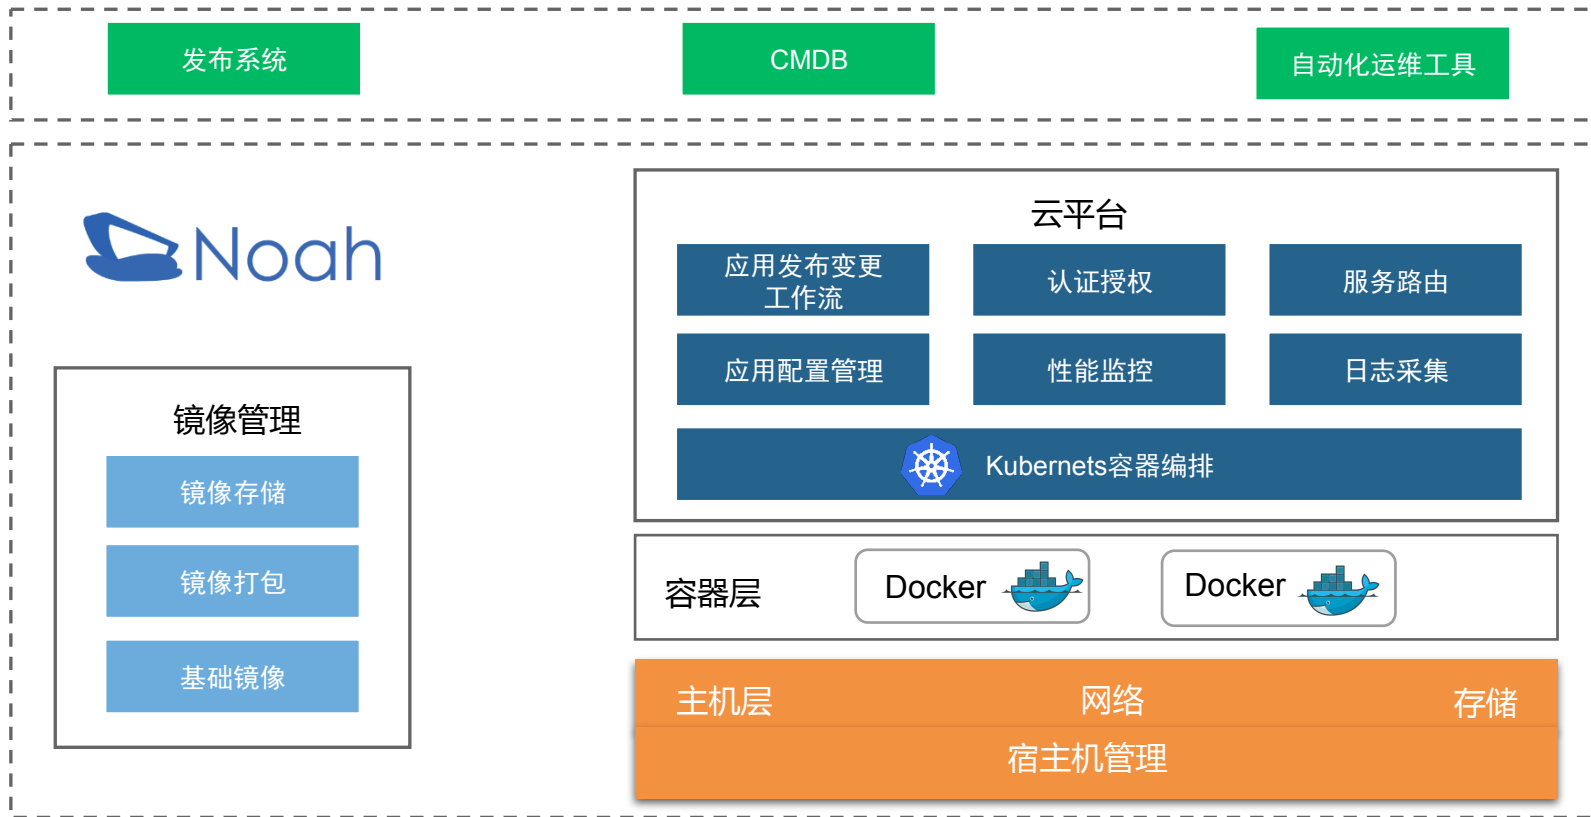 发布系统
CMDB
自动化运维工具
Noah
云平台
应用发布变更
工作流
认证授权
服务路由
应用配置管理
性能监控
日志采集
Kubernets容器编排
镜像管理
镜像存储
镜像打包
基础镜像
容器层
Docker
Docker
主机层
网络
存储
宿主机管理